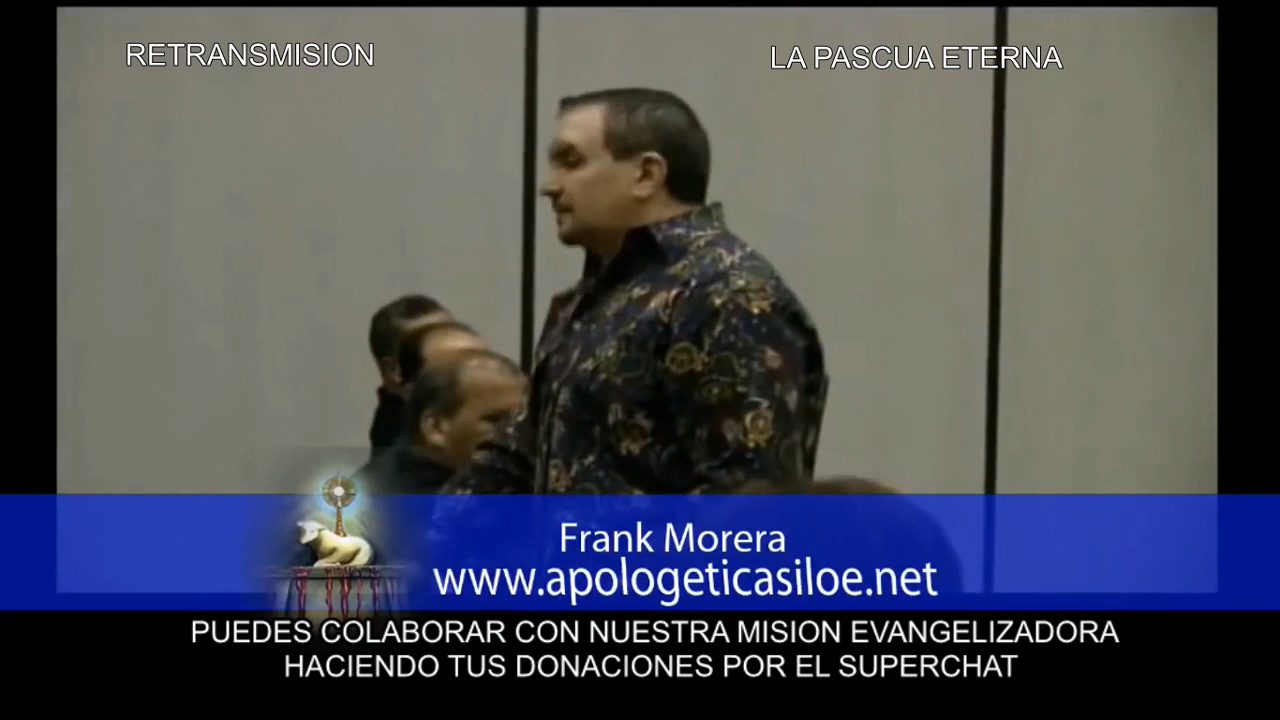 RETRANSMISION
LA PASCUA ETERNA
Frank Morera
www.apologeticasiloe.net
PUEDES COLABORAR CON NUESTRA MISION EVANGELIZADORA
HACIENDO TUS DONACIONES POR EL SUPERCHAT